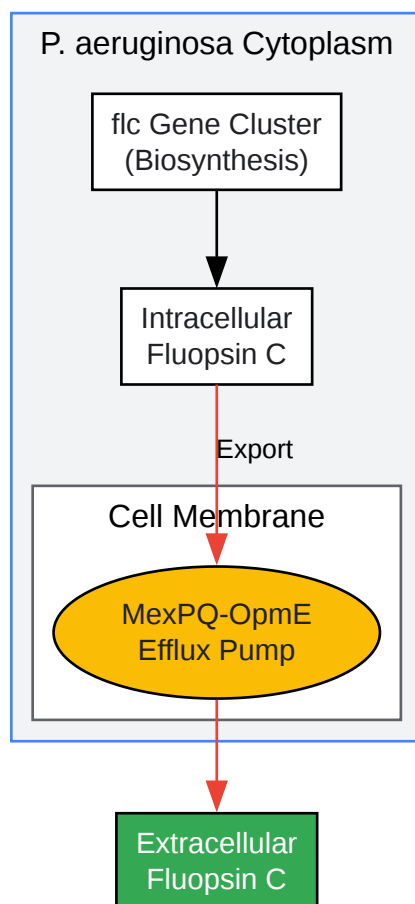 P. aeruginosa Cytoplasm
flc Gene Cluster
(Biosynthesis)
Intracellular
Fluopsin C
Export
Cell Membrane
MexPQ-OpmE
Efflux Pump
Extracellular
Fluopsin C